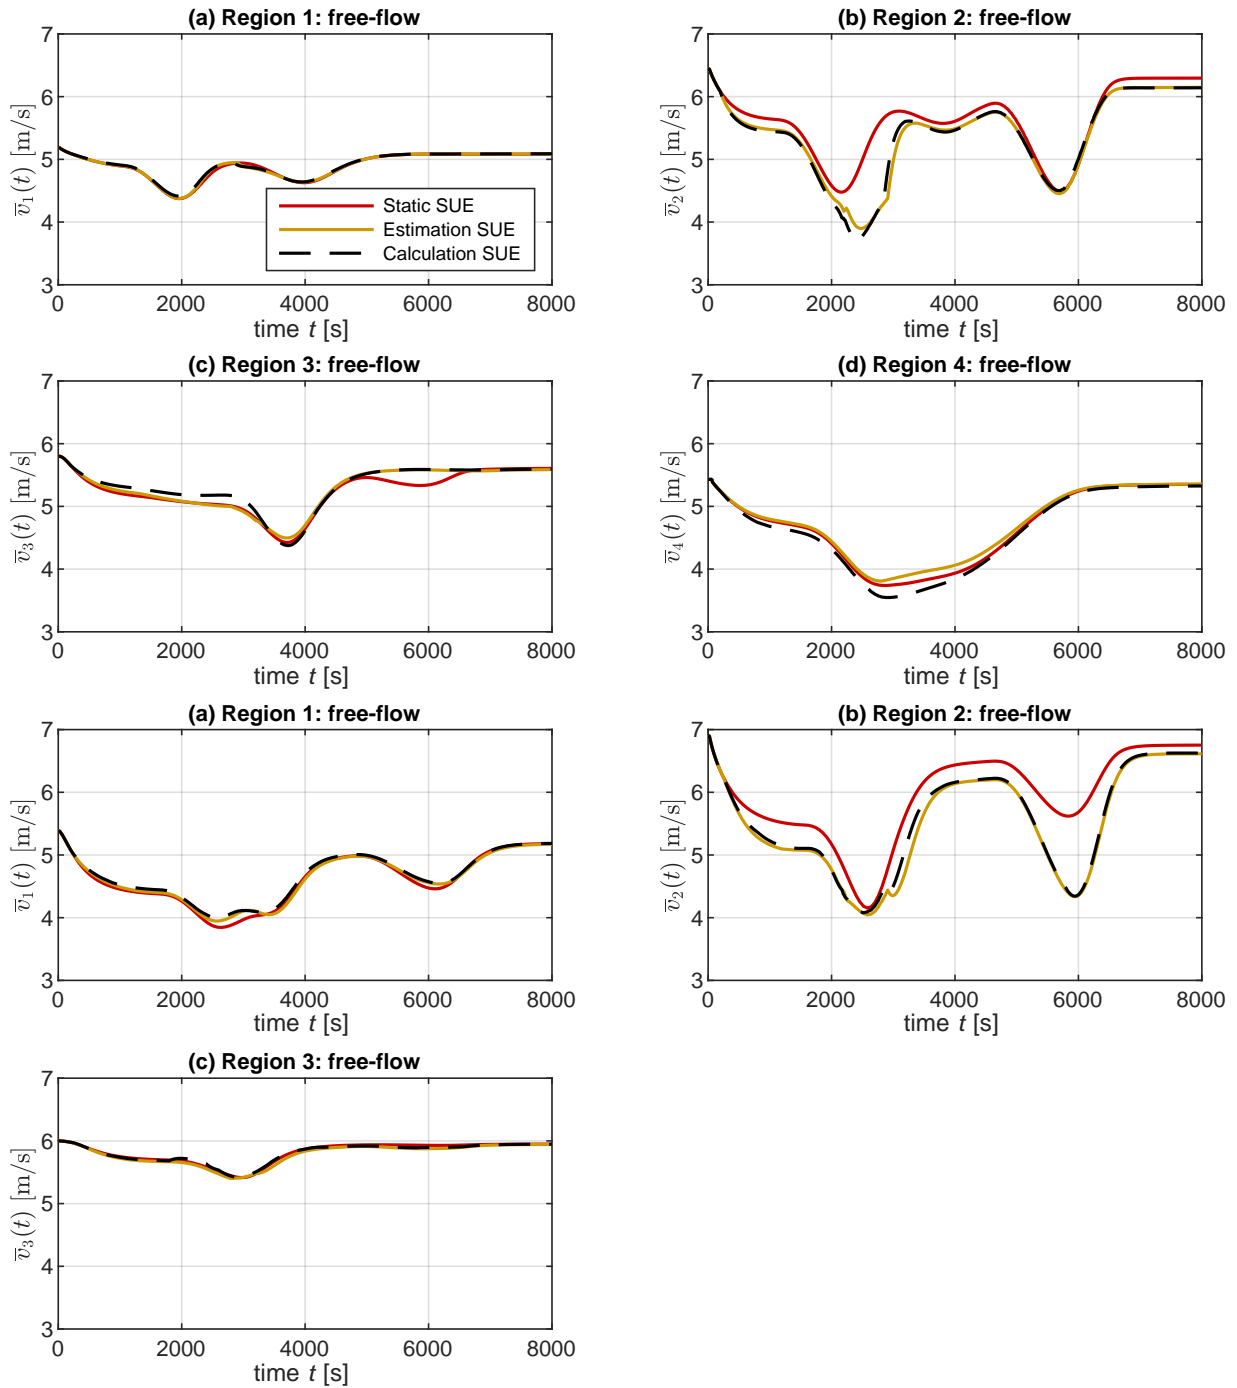 (a) Region 1: free-flow
7
6
5
4
3
v̅₁(t) [m/s]
Static SUE
Estimation SUE
Calculation SUE
0 2000 4000 6000 8000
time t [s]
(b) Region 2: free-flow
7
6
5
4
3
v̅₂(t) [m/s]
0 2000 4000 6000 8000
time t [s]
(c) Region 3: free-flow
7
6
5
4
3
v̅₃(t) [m/s]
0 2000 4000 6000 8000
time t [s]
(d) Region 4: free-flow
7
6
5
4
3
v̅₄(t) [m/s]
0 2000 4000 6000 8000
time t [s]
(a) Region 1: free-flow
7
6
5
4
3
v̅₁(t) [m/s]
0 2000 4000 6000 8000
time t [s]
(b) Region 2: free-flow
7
6
5
4
3
v̅₂(t) [m/s]
0 2000 4000 6000 8000
time t [s]
(c) Region 3: free-flow
7
6
5
4
3
v̅₃(t) [m/s]
0 2000 4000 6000 8000
time t [s]